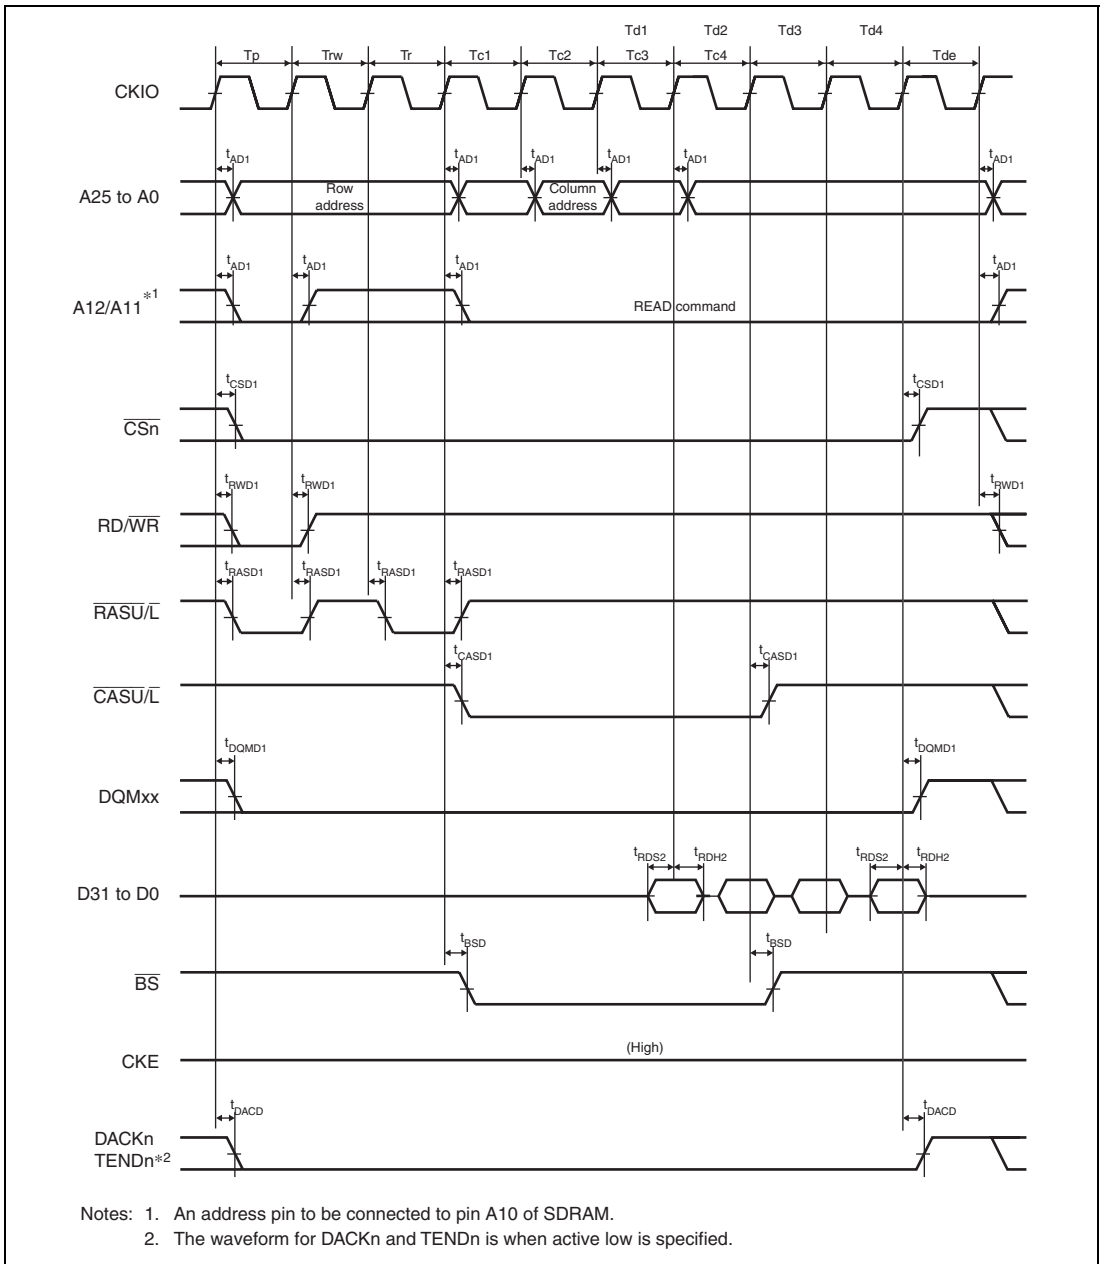 Td1 Td2 Td3 Td4
Tp Trw Tr Tc1 Tc2 Tc3 Tc4 Tde
CKIO
tAD1 tAD1 tAD1 tAD1 tAD1 tAD1
A25 to A0
Row address
Column address
tAD1 tAD1 tAD1 tAD1
A12/A11*1
READ command
tCSD1 tCSD1
CSn
tRWD1 tRWD1 tRWD1
RD/WR
tRASD1 tRASD1 tRASD1 tRASD1
RASU/L
tCASD1 tCASD1
CASU/L
tDQMD1 tDQMD1
DQMxx
tRDS2 tRDH2 tRDS2 tRDH2
D31 to D0
tBSD tBSD
BS
(High)
CKE
tDACD tDACD
DACKn
TENDn*2
Notes: 1. An address pin to be connected to pin A10 of SDRAM.
2. The waveform for DACKn and TENDn is when active low is specified.